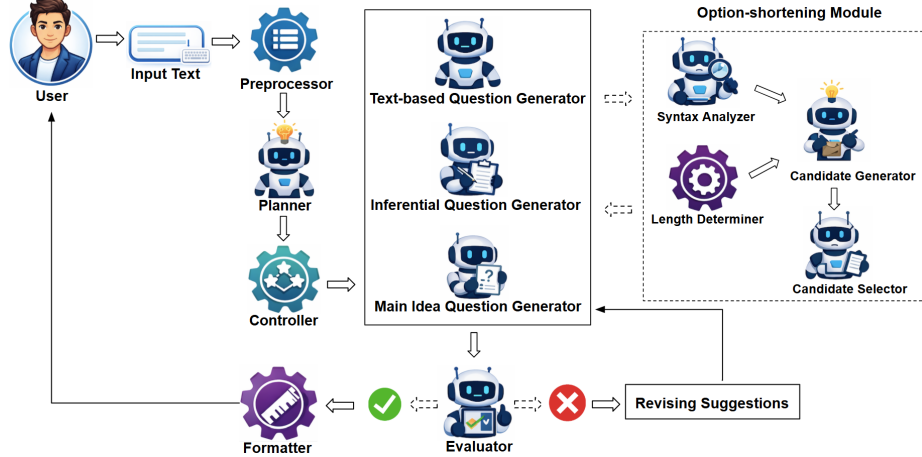 Option-shortening Module
User
Input Text
Preprocessor
Text-based Question Generator
Syntax Analyzer
Planner
Inferential Question Generator
Length Determiner
Candidate Generator
Candidate Selector
Controller
Main Idea Question Generator
?
Formatter
Evaluator
Revising Suggestions